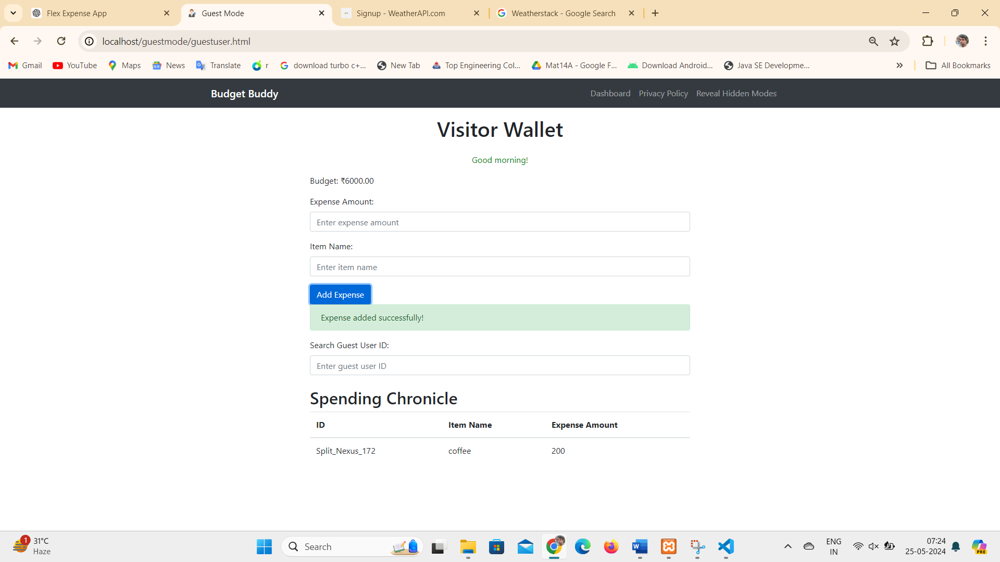 Flex Expense App
Guest Mode
Signup - WeatherAPI.com
Weatherstack - Google Search
localhost/guestmode/guestuser.html
Gmail
YouTube
Maps
News
Translate
r
download turbo c+...
New Tab
Top Engineering Col...
Mat14A - Google F...
Download Android...
Java SE Developme...
All Bookmarks
Budget Buddy
Dashboard
Privacy Policy
Reveal Hidden Modes
Visitor Wallet
Good morning!
Budget: ₹6000.00
Expense Amount:
Enter expense amount
Item Name:
Enter item name
Add Expense
Expense added successfully!
Search Guest User ID:
Enter guest user ID
Spending Chronicle
ID Item Name Expense Amount
Split_Nexus_172 coffee 200
1
31°C
Haze
Search
ENG
IN
07:24
25-05-2024
PRE